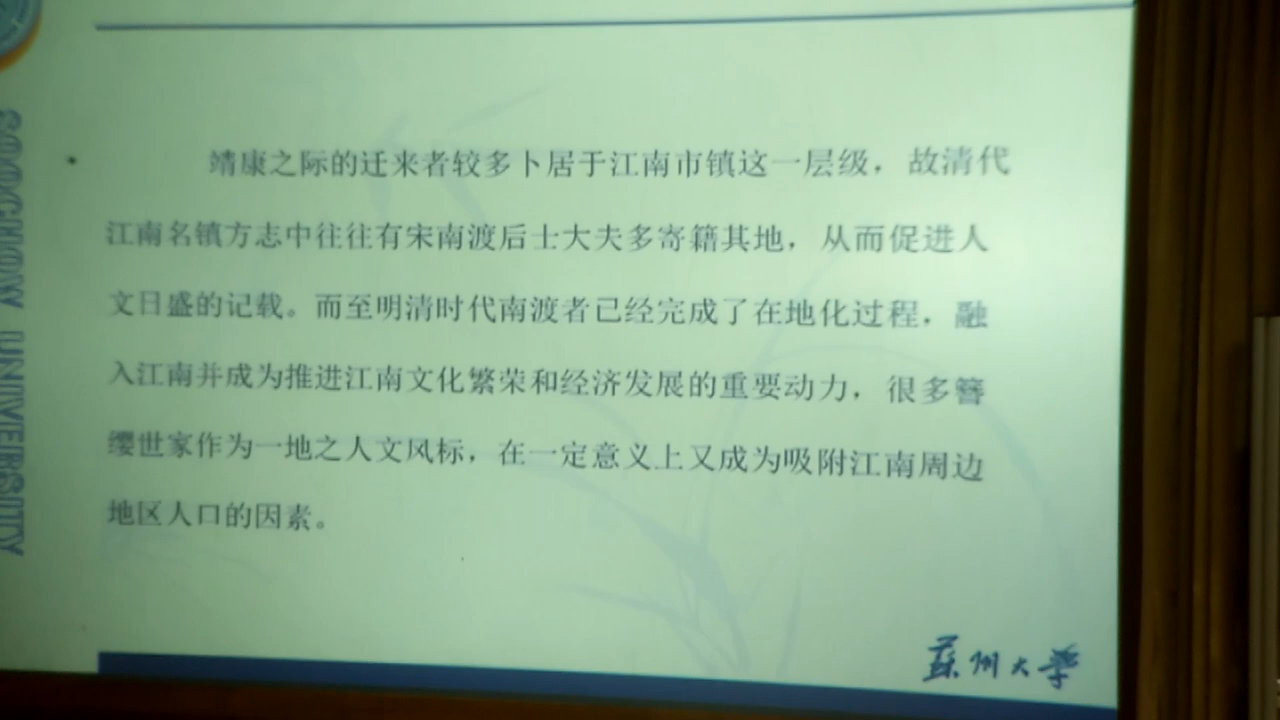 靖康之际的迁来者较多卜居于江南市镇这一层级，故清代
江南名镇方志中往往有宋南渡后士大夫多寄籍其地，从而促进人
文日盛的记载。而至明清时代南渡者已经完成了在地化过程，融
入江南并成为推进江南文化繁荣和经济发展的重要动力，很多簪
缨世家作为一地之人文风标，在一定意义上又成为吸附江南周边
地区人口的因素。
SOOCHOW UNIVERSITY
蘇州大学